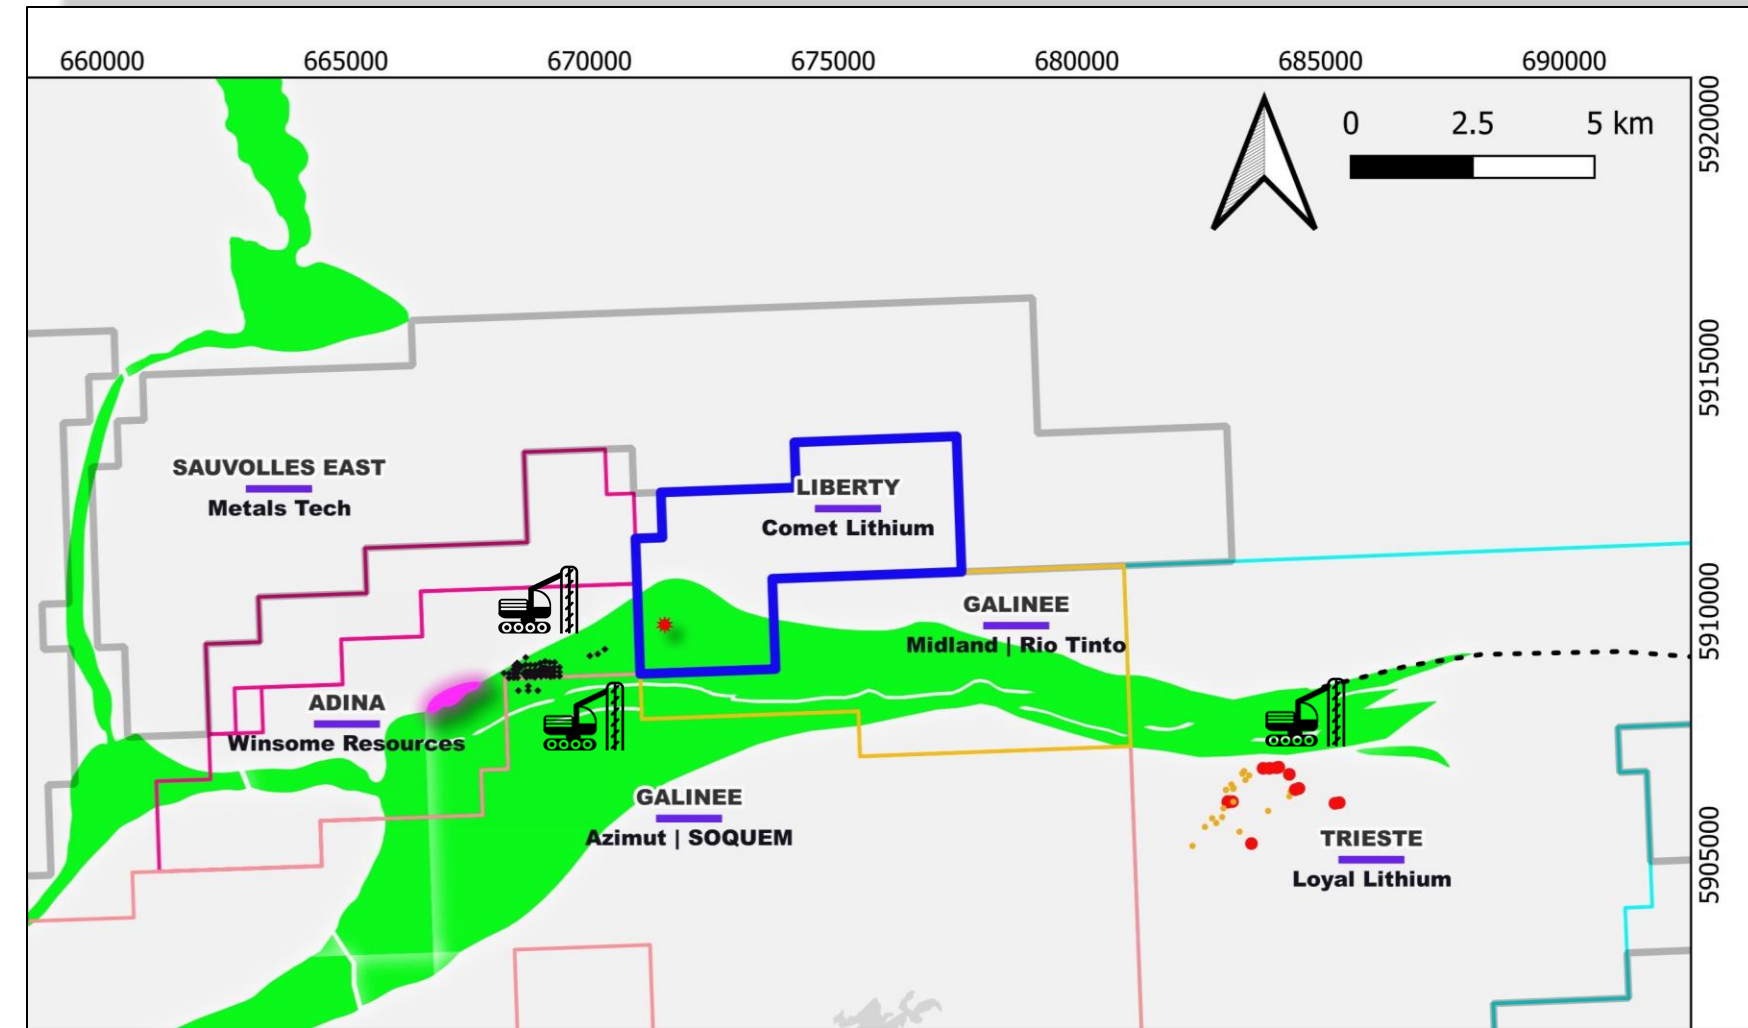 660000 665000 670000 675000 680000 685000 690000
5920000
0 2.5 5 km
5915000
SAUVOLLES EAST
Metals Tech
LIBERTY
Comet Lithium
5910000
GALINEE
Midland | Rio Tinto
ADINA
Winsome Resources
GALINEE
Azimut | SOQUEM
TRIESTE
Loyal Lithium
5905000